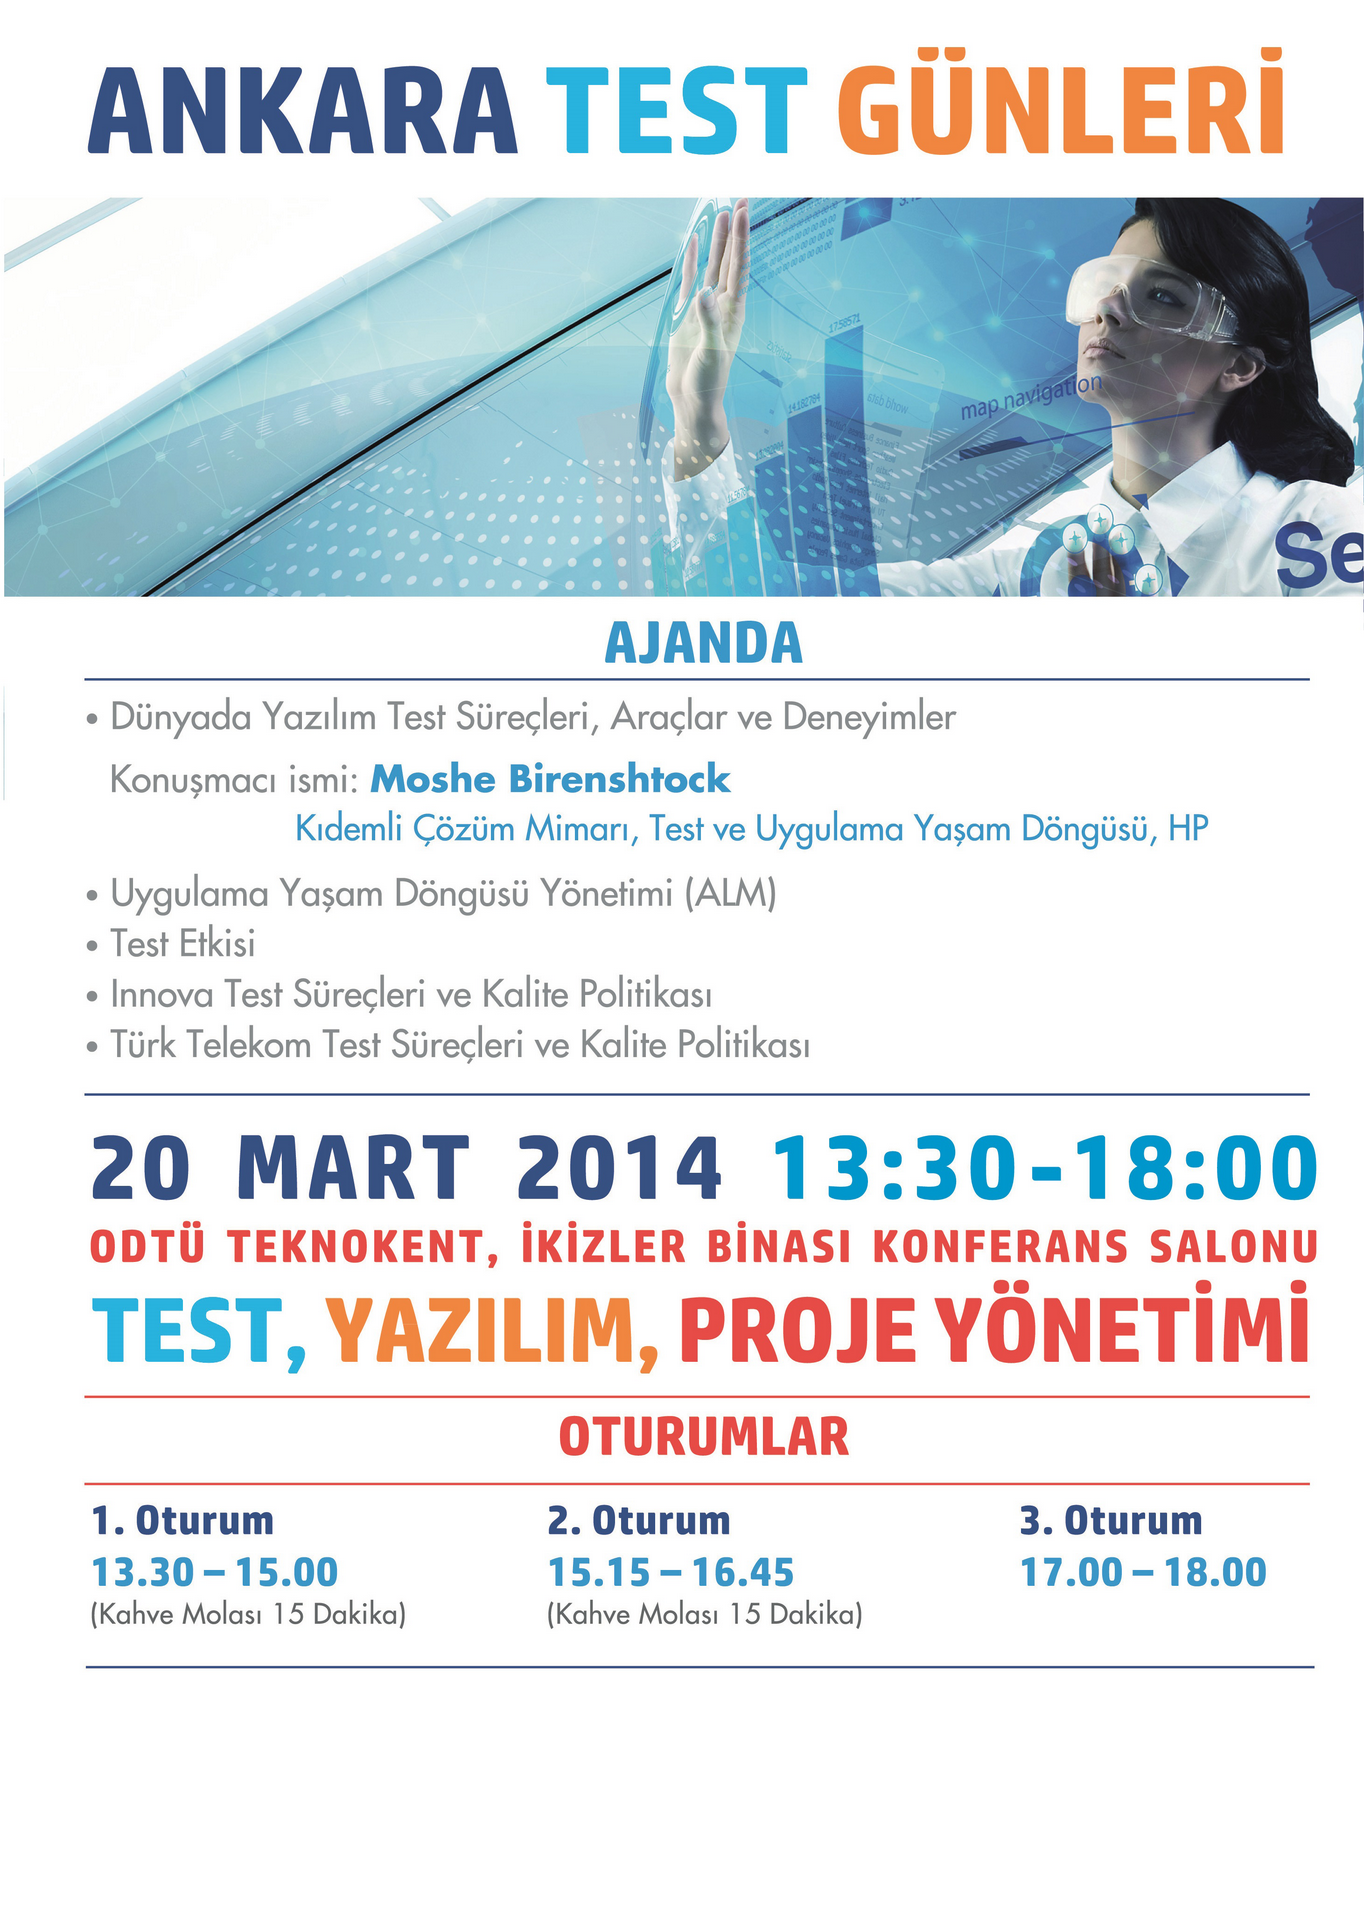 ANKARA TEST GÜNLERİ
1758571
14182784
map navigation
Se
AJANDA
• Dünyada Yazılım Test Süreçleri, Araçlar ve Deneyimler
Konuşmacı ismi: Moshe Birenshtock
Kıdemli Çözüm Mimarı, Test ve Uygulama Yaşam Döngüsü, HP
• Uygulama Yaşam Döngüsü Yönetimi (ALM)
• Test Etkisi
• Innova Test Süreçleri ve Kalite Politikası
• Türk Telekom Test Süreçleri ve Kalite Politikası
20 MART 2014 13:30-18:00
ODTÜ TEKNOKENT, İKİZLER BİNASI KONFERANS SALONU
TEST, YAZILIM, PROJE YÖNETİMİ
OTURUMLAR
1. Oturum 2. Oturum 3. Oturum
13.30 – 15.00 15.15 – 16.45 17.00 – 18.00
(Kahve Molası 15 Dakika) (Kahve Molası 15 Dakika)